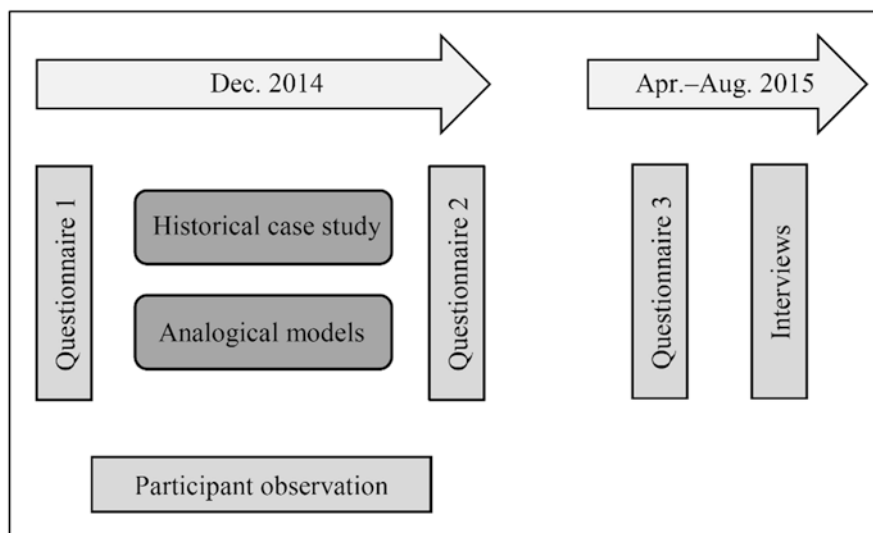 Dec. 2014
Apr.–Aug. 2015
Questionnaire 1
Historical case study
Analogical models
Questionnaire 2
Questionnaire 3
Interviews
Participant observation